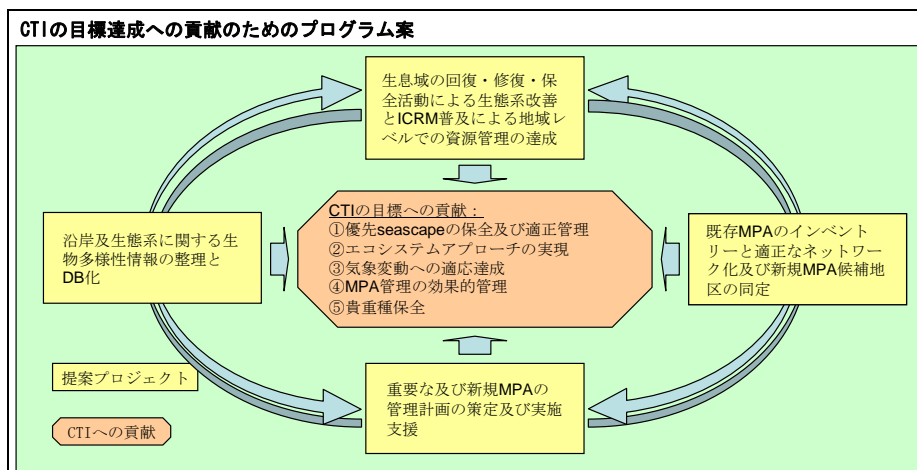 CTIの目標達成への貢献のためのプログラム案
生息域の回復・修復・保
全活動による生態系改善
とICRM普及による地域レ
ベルでの資源管理の達成
沿岸及生態系に関する生
物多様性情報の整理と
DB化
CTIの目標への貢献：
①優先seascapeの保全及び適正管理
②エコシステムアプローチの実現
③気象変動への適応達成
④MPA管理の効果的管理
⑤貴重種保全
既存MPAのインベント
リーと適正なネットワー
ク化及び新規MPA候補地
区の同定
提案プロジェクト
重要な及び新規MPAの
管理計画の策定及び実施
支援
CTIへの貢献